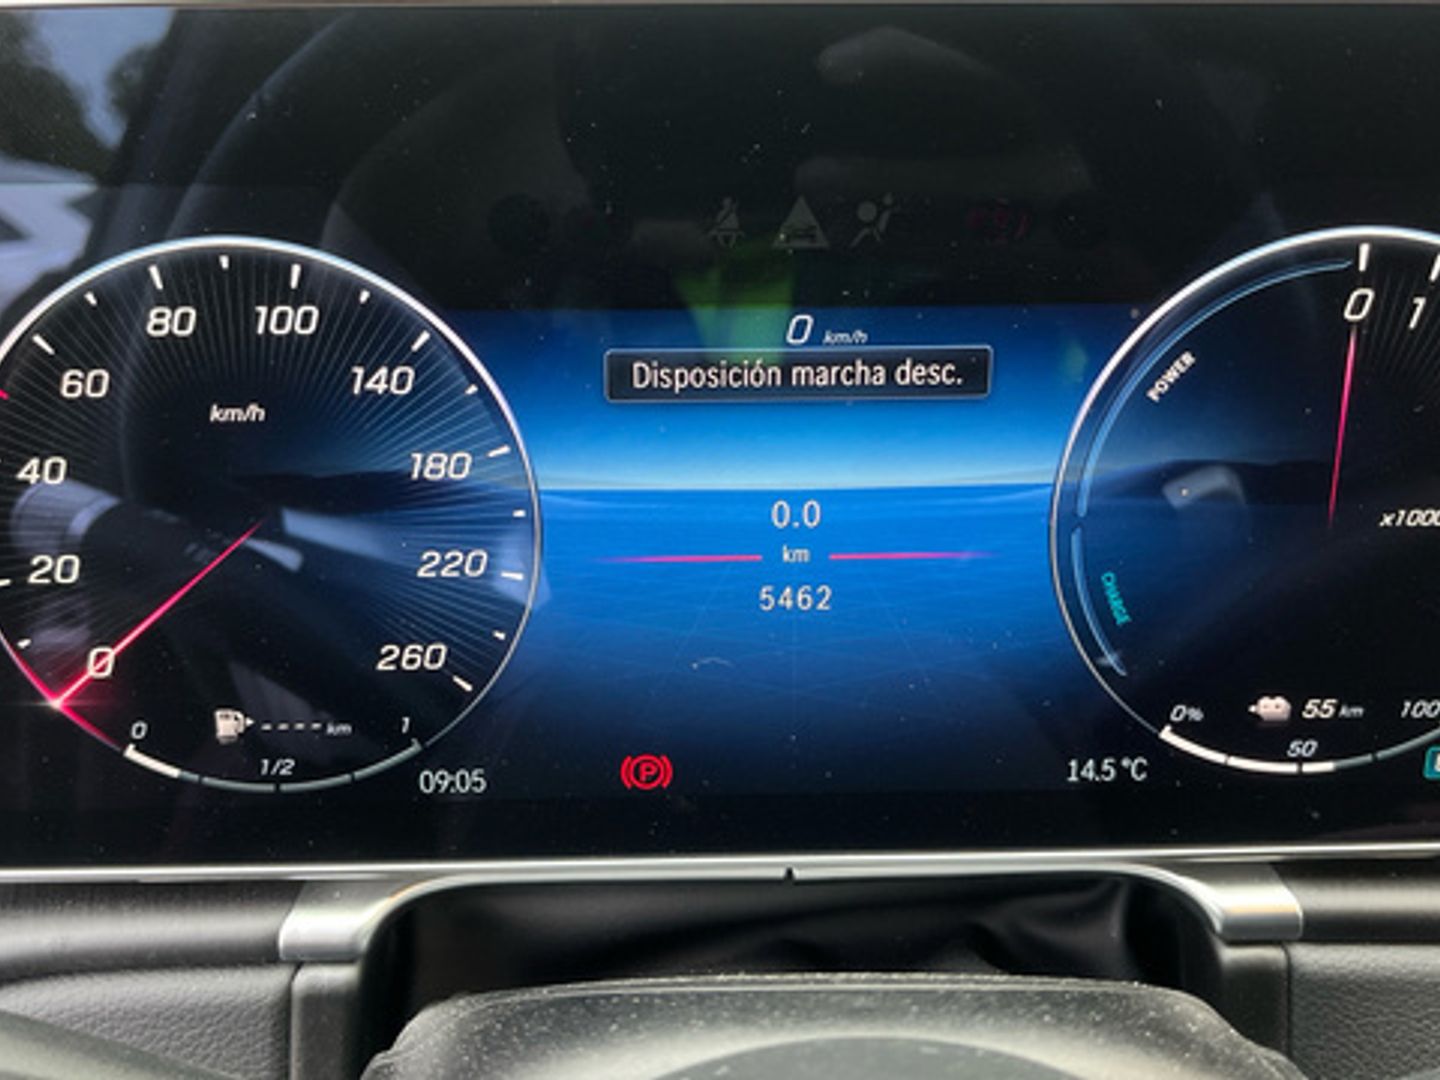 0 km/h
Disposición marcha desc.
80 100
60 140
km/h
40 180
20 220
0 260
0 1/2 1
----- km
09:05
0.0
km
5462
14.5 °C
0 1
POWER
x1000
CHARGE
0% 50 100
55 km
P